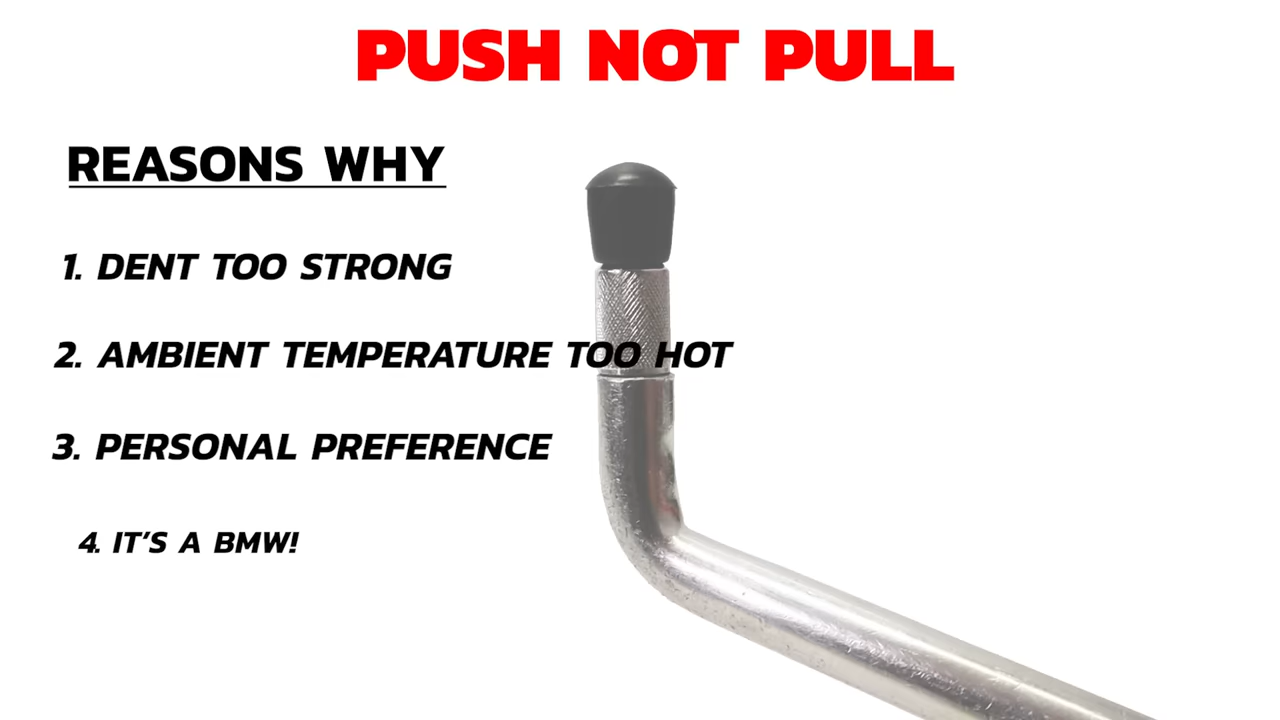 PUSH NOT PULL
REASONS WHY
1. DENT TOO STRONG
2. AMBIENT TEMPERATURE TOO HOT
3. PERSONAL PREFERENCE
4. IT’S A BMW!